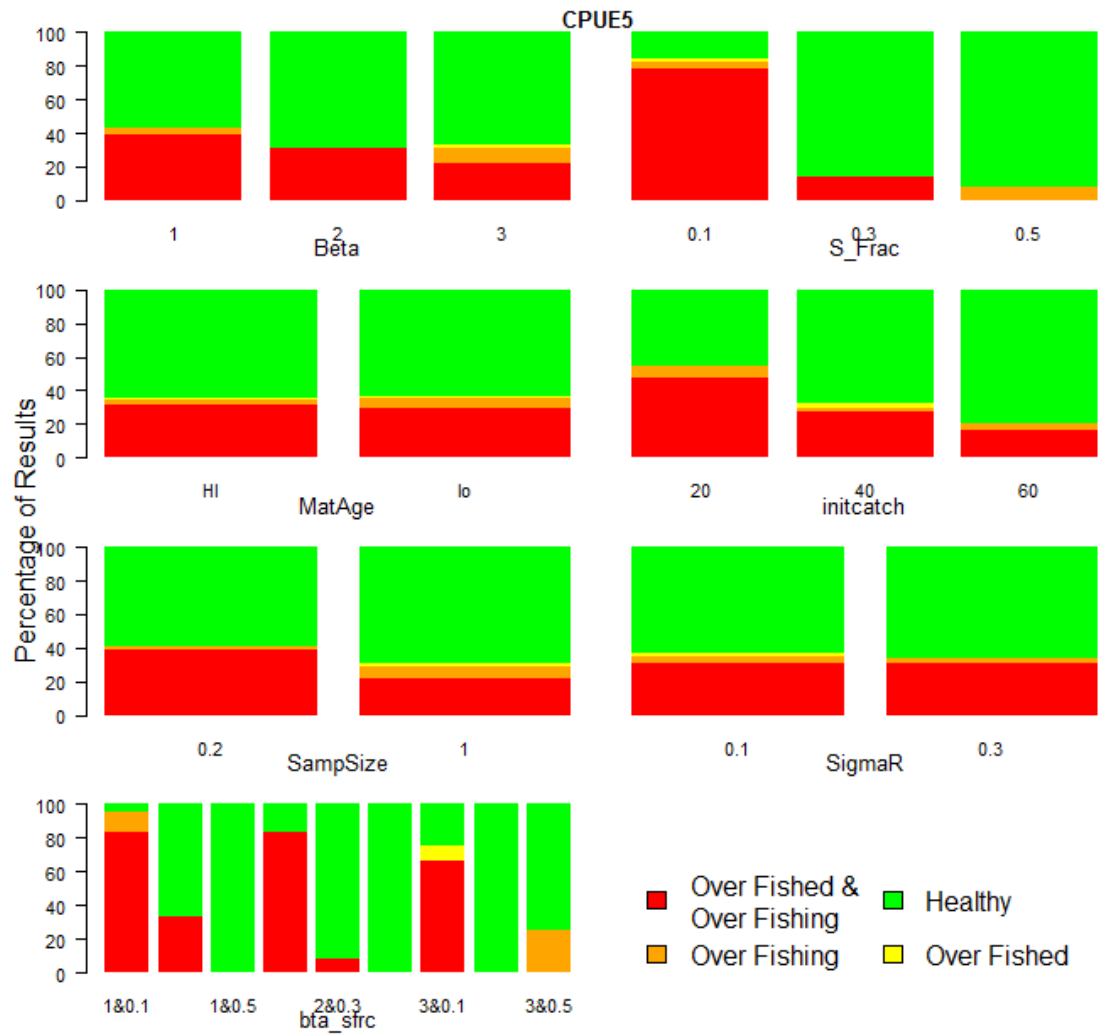 CPUE5
100
80
60
40
20
0
1 2 3
Beta
0.1 0.3 0.5
S_Frac
100
80
60
40
20
0
HI lo
MatAge
20 40 60
initcatch
Percentage of Results
100
80
60
40
20
0
0.2 1
SampSize
0.1 0.3
SigmaR
100
80
60
40
20
0
1&0.1 1&0.5 2&0.3 3&0.1 3&0.5
bta_sfrc
Over Fished &
Over Fishing
Over Fishing
Healthy
Over Fished